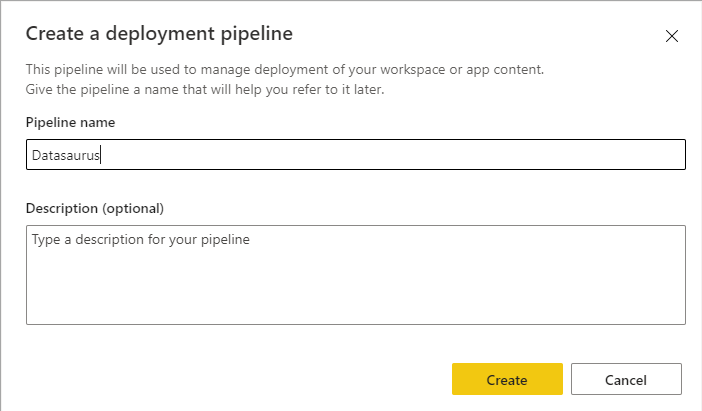 Create a deployment pipeline
This pipeline will be used to manage deployment of your workspace or app content.
Give the pipeline a name that will help you refer to it later.
Pipeline name
Datasaurus
Description (optional)
Type a description for your pipeline
Create
Cancel